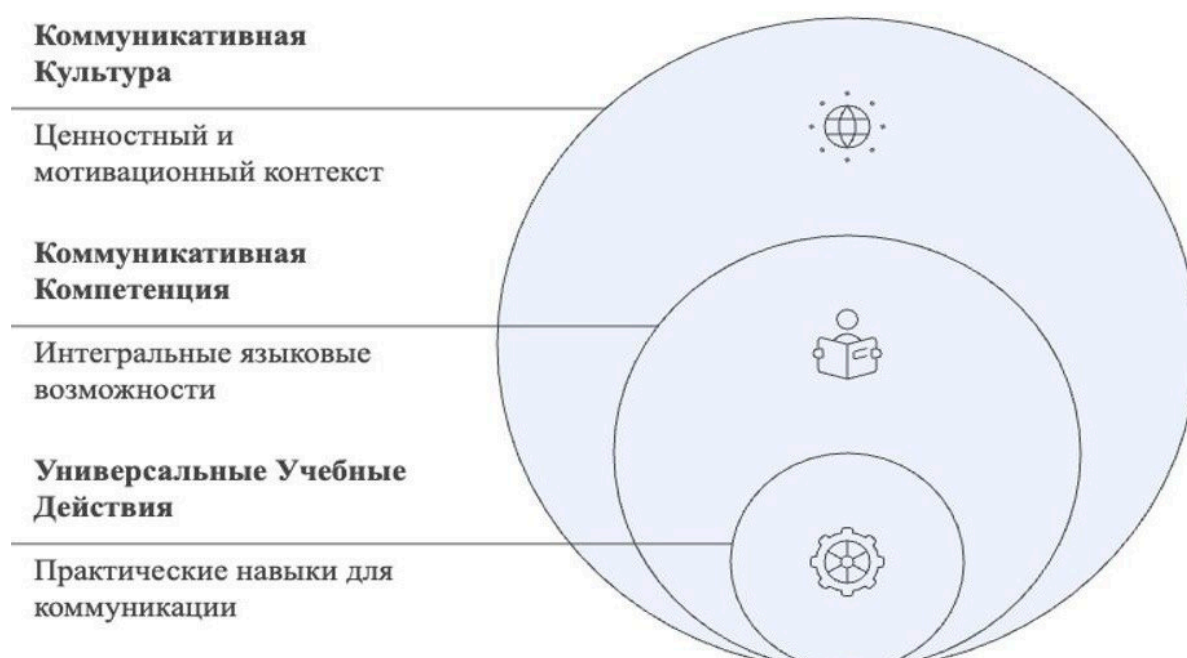 Коммуникативная
Культура
Ценностный и
мотивационный контекст
Коммуникативная
Компетенция
Интегральные языковые
возможности
Универсальные Учебные
Действия
Практические навыки для
коммуникации